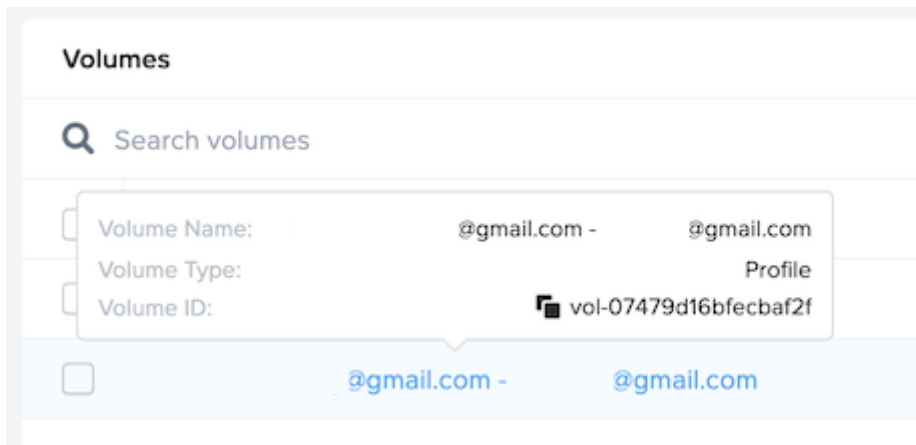 Volumes
Search volumes
Volume Name: @gmail.com - @gmail.com
Volume Type: Profile
Volume ID: vol-07479d16bfecbaf2f
@gmail.com - @gmail.com